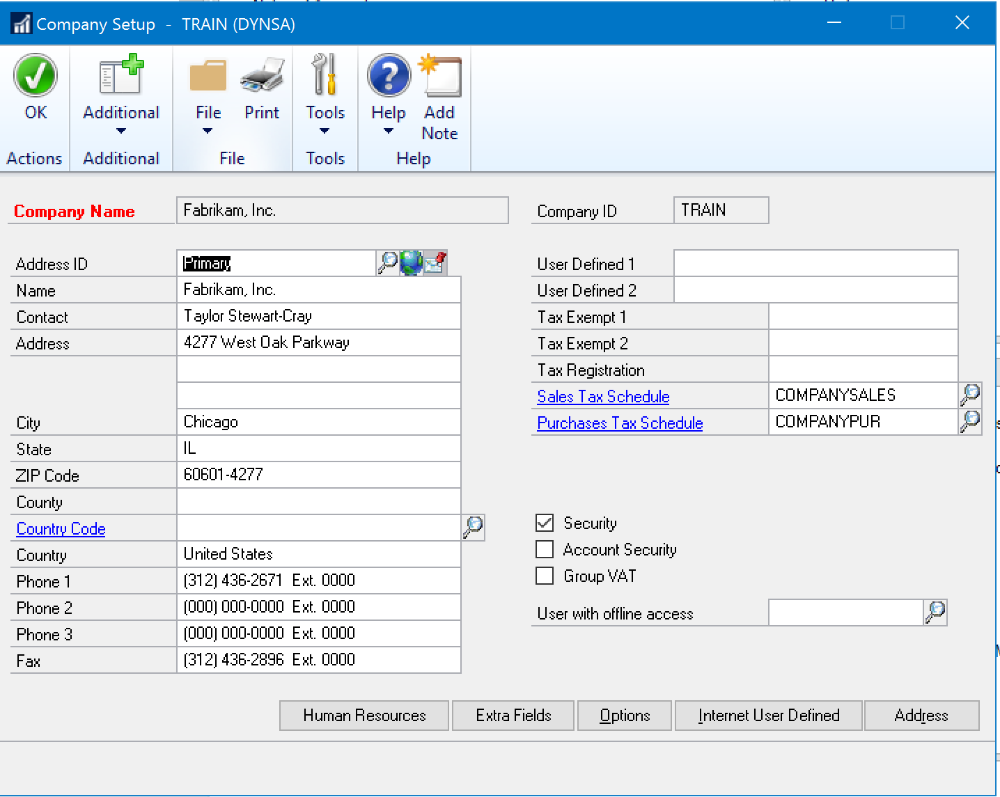 Company Setup - TRAIN (DYNSA)
OK
Additional
File
Print
Tools
Help
Add Note
Actions
Additional
File
Tools
Help
Company Name Fabrikam, Inc.
Company ID TRAIN
Address ID Primary
Name Fabrikam, Inc.
Contact Taylor Stewart-Cray
Address 4277 West Oak Parkway
City Chicago
State IL
ZIP Code 60601-4277
County
Country Code
Country United States
Phone 1 (312) 436-2671 Ext. 0000
Phone 2 (000) 000-0000 Ext. 0000
Phone 3 (000) 000-0000 Ext. 0000
Fax (312) 436-2896 Ext. 0000
User Defined 1
User Defined 2
Tax Exempt 1
Tax Exempt 2
Tax Registration
Sales Tax Schedule COMPANYSALES
Purchases Tax Schedule COMPANYPUR
Security
Account Security
Group VAT
User with offline access
Human Resources
Extra Fields
Options
Internet User Defined
Address